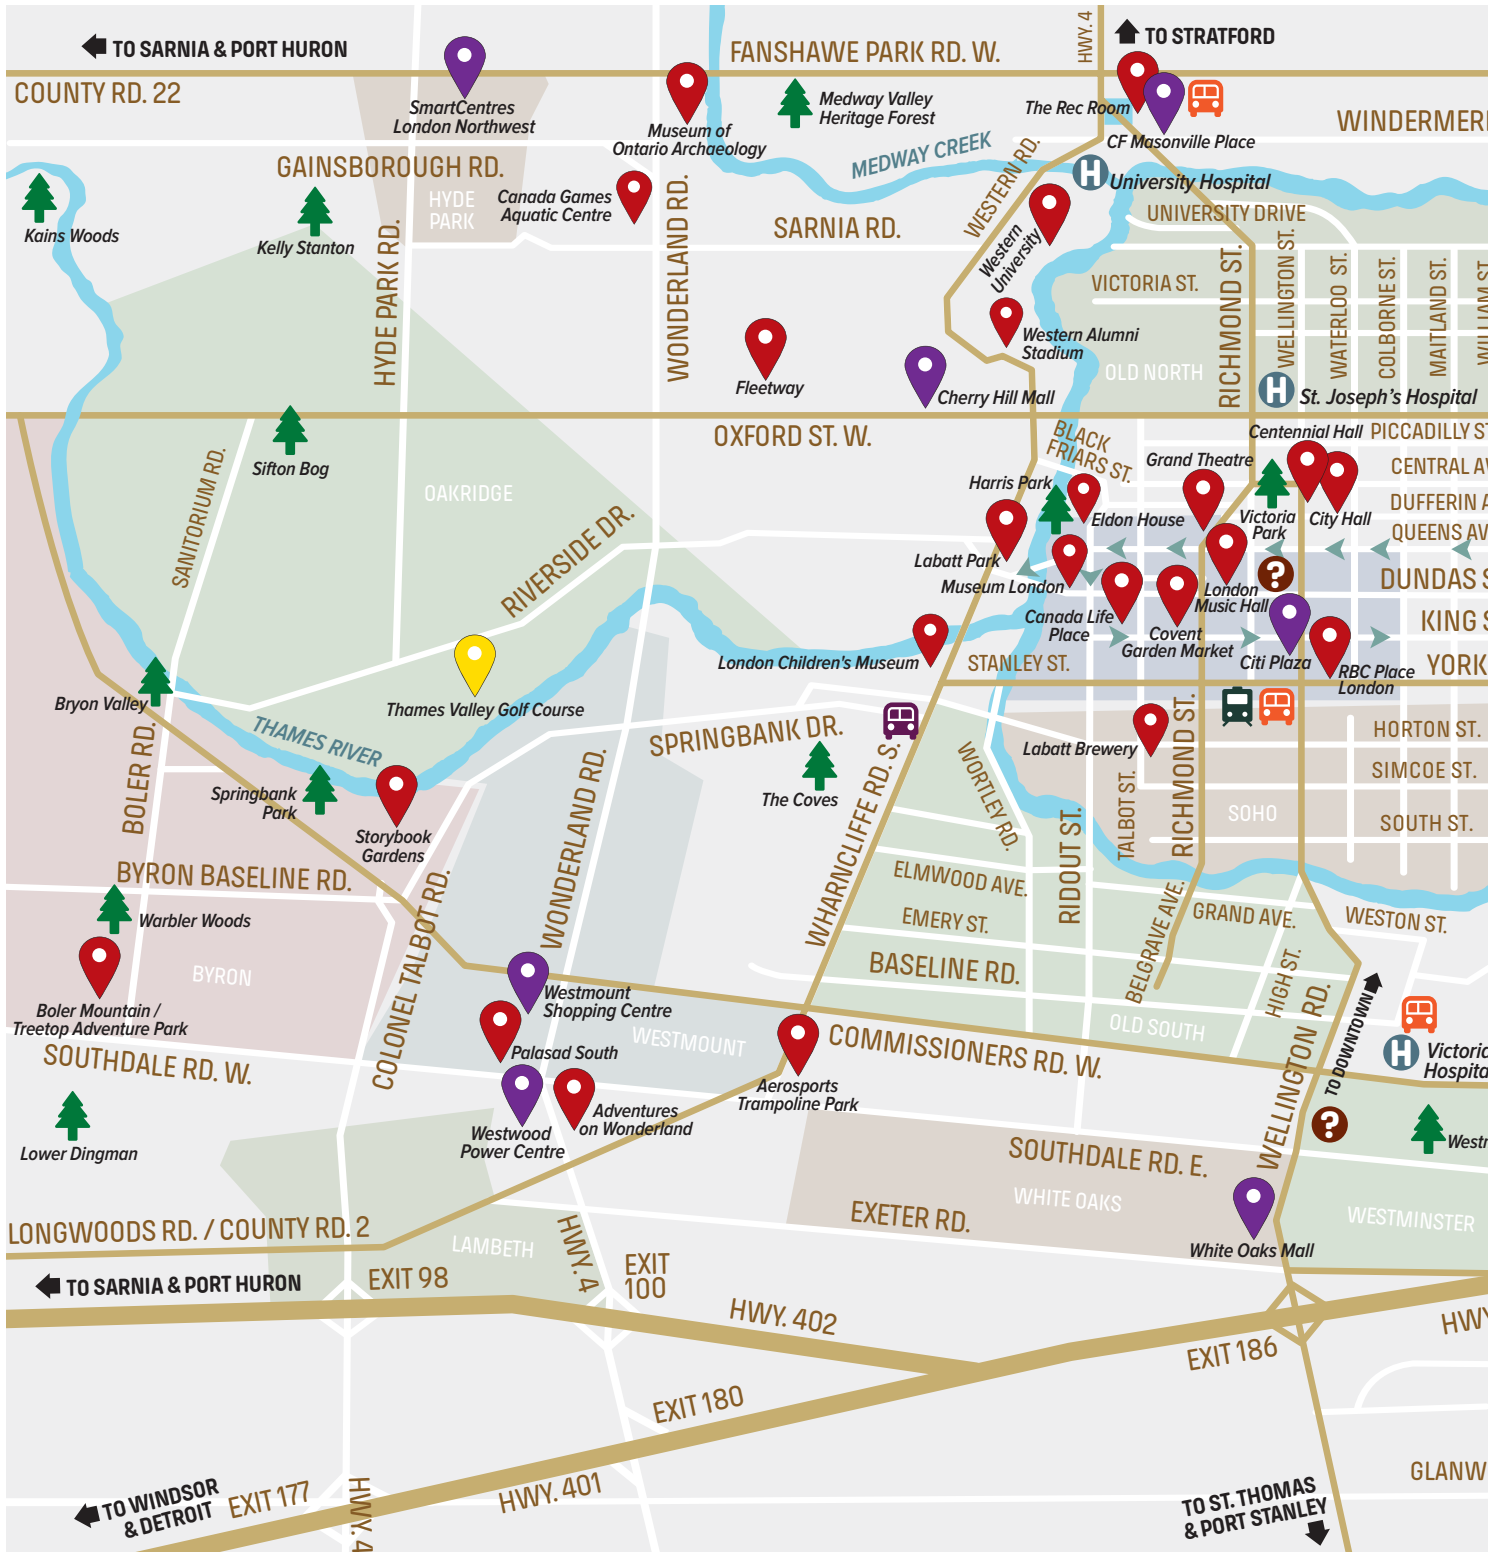 TO SARNIA & PORT HURON
HWY. 4
TO STRATFORD
FANSHAWE PARK RD. W.
COUNTY RD. 22
SmartCentres
London Northwest
Medway Valley
Heritage Forest
The Rec Room
WINDERMER
Museum of
Ontario Archaeology
MEDWAY CREEK
CF Masonville Place
GAINSBOROUGH RD.
WESTERN RD.
University Hospital
HYDE
PARK
Canada Games
Aquatic Centre
Kains Woods
Kelly Stanton
SARNIA RD.
UNIVERSITY DRIVE
Western
University
HYDE PARK RD.
WONDERLAND RD.
VICTORIA ST.
RICHMOND ST.
WELLINGTON ST.
WATERLOO ST.
COLBORNE ST.
MAITLAND ST.
WILLIAM ST.
Western Alumni
Stadium
Fleetway
OLD NORTH
Cherry Hill Mall
St. Joseph's Hospital
OXFORD ST. W.
BLACK
FRIARS ST.
Centennial Hall
PICCADILLY ST
Grand Theatre
CENTRAL AV
Sifton Bog
SANITORIUM RD.
OAKRIDGE
Harris Park
Eldon House
Victoria
Park
City Hall
DUFFERIN A
QUEENS AV
RIVERSIDE DR.
Labatt Park
Museum London
London
Music Hall
DUNDAS S
Canada Life
Place
Covent
Garden Market
KING S
London Children's Museum
STANLEY ST.
Citi Plaza
RBC Place
London
YORK
Bryon Valley
Thames Valley Golf Course
THAMES RIVER
BOLER RD.
SPRINGBANK DR.
WHARNCLIFFE RD. S.
WORTLEY RD.
Labatt Brewery
RICHMOND ST.
HORTON ST.
SIMCOE ST.
Springbank
Park
The Coves
TALBOT ST.
SOHO
SOUTH ST.
Storybook
Gardens
WONDERLAND RD.
RIDOUT ST.
BYRON BASELINE RD.
COLONEL TALBOT RD.
ELMWOOD AVE.
BELGRAVE AVE.
GRAND AVE.
WESTON ST.
Warbler Woods
EMERY ST.
BYRON
BASELINE RD.
HIGH ST.
Boler Mountain /
Treetop Adventure Park
Westmount
Shopping Centre
OLD SOUTH
WELLINGTON RD.
TO DOWNTOWN
SOUTHDALE RD. W.
Palasad South
WESTMOUNT
COMMISSIONERS RD. W.
Victoria
Hospita
Aerosports
Trampoline Park
Adventures
on Wonderland
Westwood
Power Centre
Lower Dingman
SOUTHDALE RD. E.
Westm
WHITE OAKS
EXETER RD.
WESTMINSTER
LONGWOODS RD. / COUNTY RD. 2
LAMBETH
HWY. 4
White Oaks Mall
TO SARNIA & PORT HURON
EXIT 98
EXIT
100
HWY. 402
HWY
EXIT 186
EXIT 180
GLANW
TO WINDSOR
& DETROIT
EXIT 177
HWY. 4
HWY. 401
TO ST. THOMAS
& PORT STANLEY
H
H
H
?
?